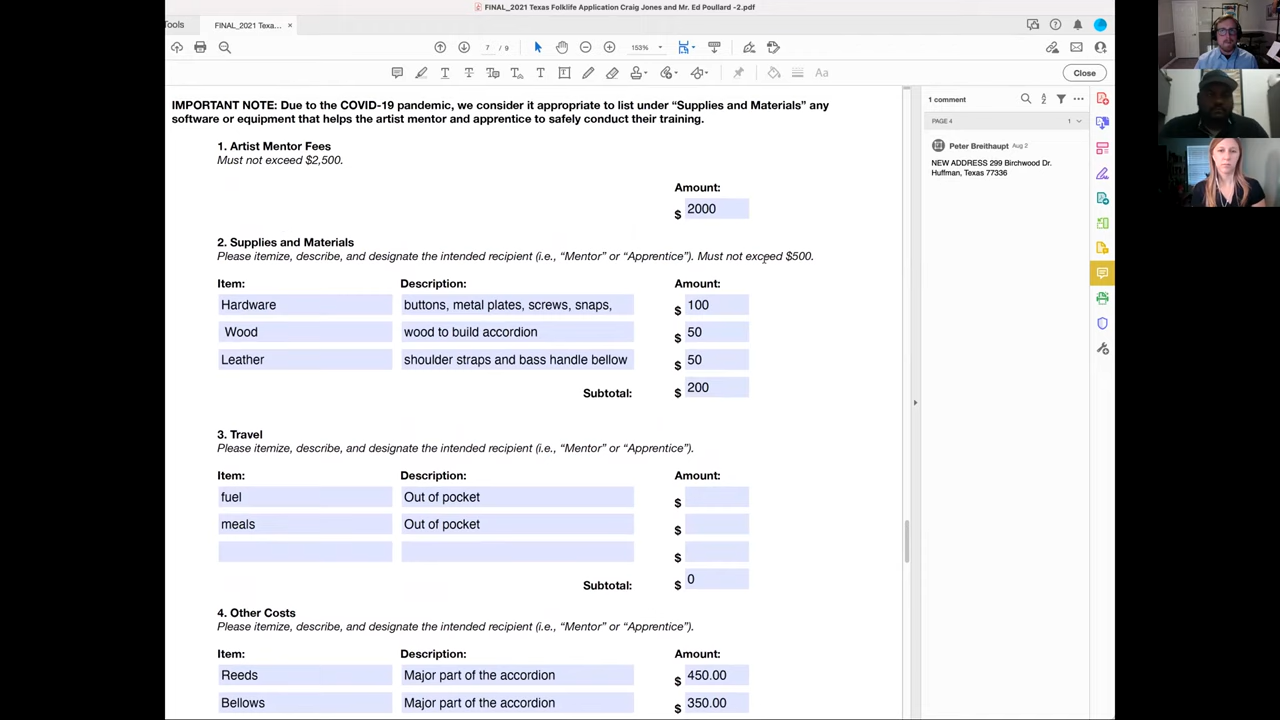 FINAL_2021 Texas Folklife Application Craig Jones and Mr. Ed Poullard -2.pdf
Tools FINAL_2021 Texa... ×
7 / 9 153%
Aa Close
IMPORTANT NOTE: Due to the COVID-19 pandemic, we consider it appropriate to list under “Supplies and Materials” any
software or equipment that helps the artist mentor and apprentice to safely conduct their training.
1. Artist Mentor Fees
Must not exceed $2,500.
Amount:
$ 2000
2. Supplies and Materials
Please itemize, describe, and designate the intended recipient (i.e., “Mentor” or “Apprentice”). Must not exceed $500.
Item: Description: Amount:
Hardware buttons, metal plates, screws, snaps, $ 100
Wood wood to build accordion $ 50
Leather shoulder straps and bass handle bellow $ 50
Subtotal: $ 200
3. Travel
Please itemize, describe, and designate the intended recipient (i.e., “Mentor” or “Apprentice”).
Item: Description: Amount:
fuel Out of pocket $
meals Out of pocket $
$
Subtotal: $ 0
4. Other Costs
Please itemize, describe, and designate the intended recipient (i.e., “Mentor” or “Apprentice”).
Item: Description: Amount:
Reeds Major part of the accordion $ 450.00
Bellows Major part of the accordion $ 350.00
1 comment
PAGE 4 1
Peter Breithaupt Aug 2
NEW ADDRESS 299 Birchwood Dr.
Huffman, Texas 77336